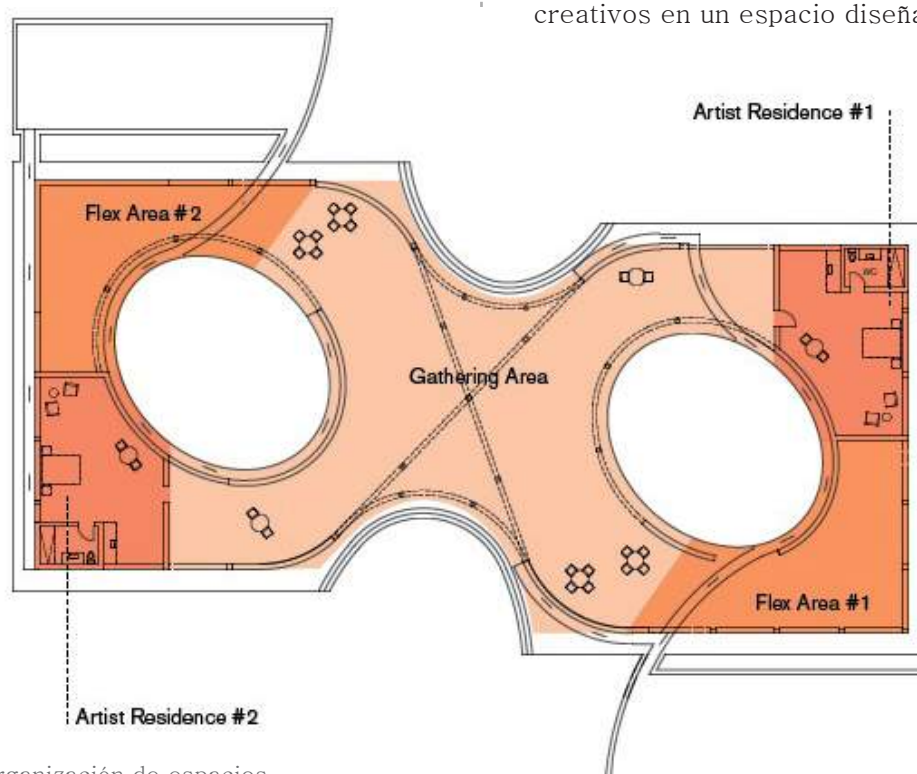 creativos en un espacio diseña
Artist Residence #1
Flex Area #2
WC
Gathering Area
Flex Area #1
Artist Residence #2
rganización de espacios